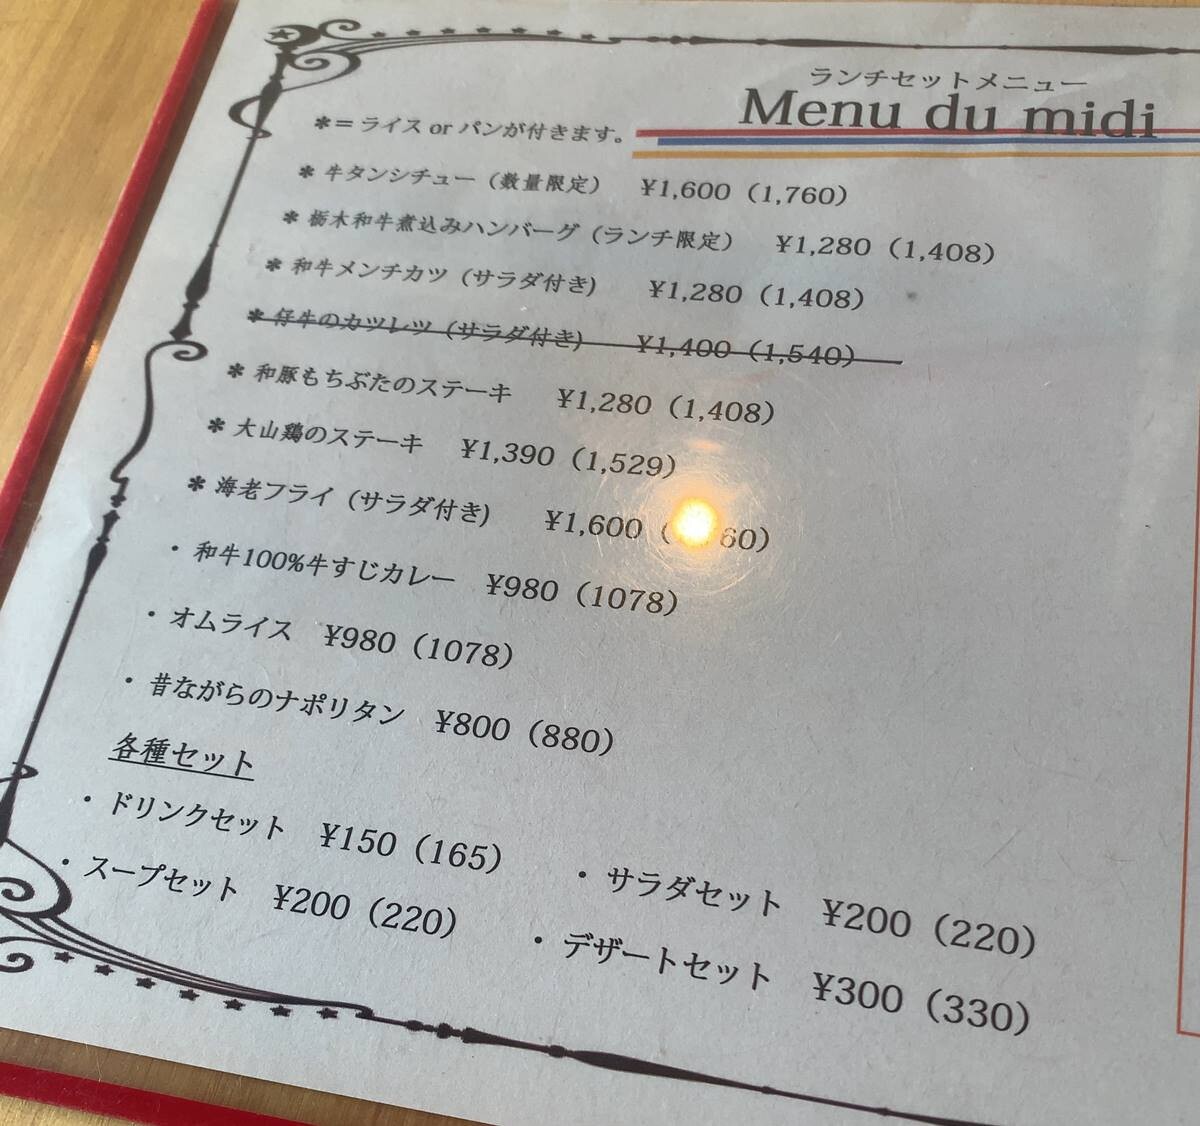 ランチセットメニュー
Menu du midi
＊＝ライス or パンが付きます。
＊ 牛タンシチュー（数量限定） ¥1,600（1,760）
＊ 栃木和牛煮込みハンバーグ（ランチ限定） ¥1,280（1,408）
＊ 和牛メンチカツ（サラダ付き） ¥1,280（1,408）
＊ 仔牛のカツレツ（サラダ付き） ¥1,400（1,540）
＊ 和豚もちぶたのステーキ ¥1,280（1,408）
＊ 大山鶏のステーキ ¥1,390（1,529）
＊ 海老フライ（サラダ付き） ¥1,600
・ 和牛100%牛すじカレー ¥980（1078）
・ オムライス ¥980（1078）
・ 昔ながらのナポリタン ¥800（880）
各種セット
・ ドリンクセット ¥150（165） ・ サラダセット ¥200（220）
・ スープセット ¥200（220） ・ デザートセット ¥300（330）